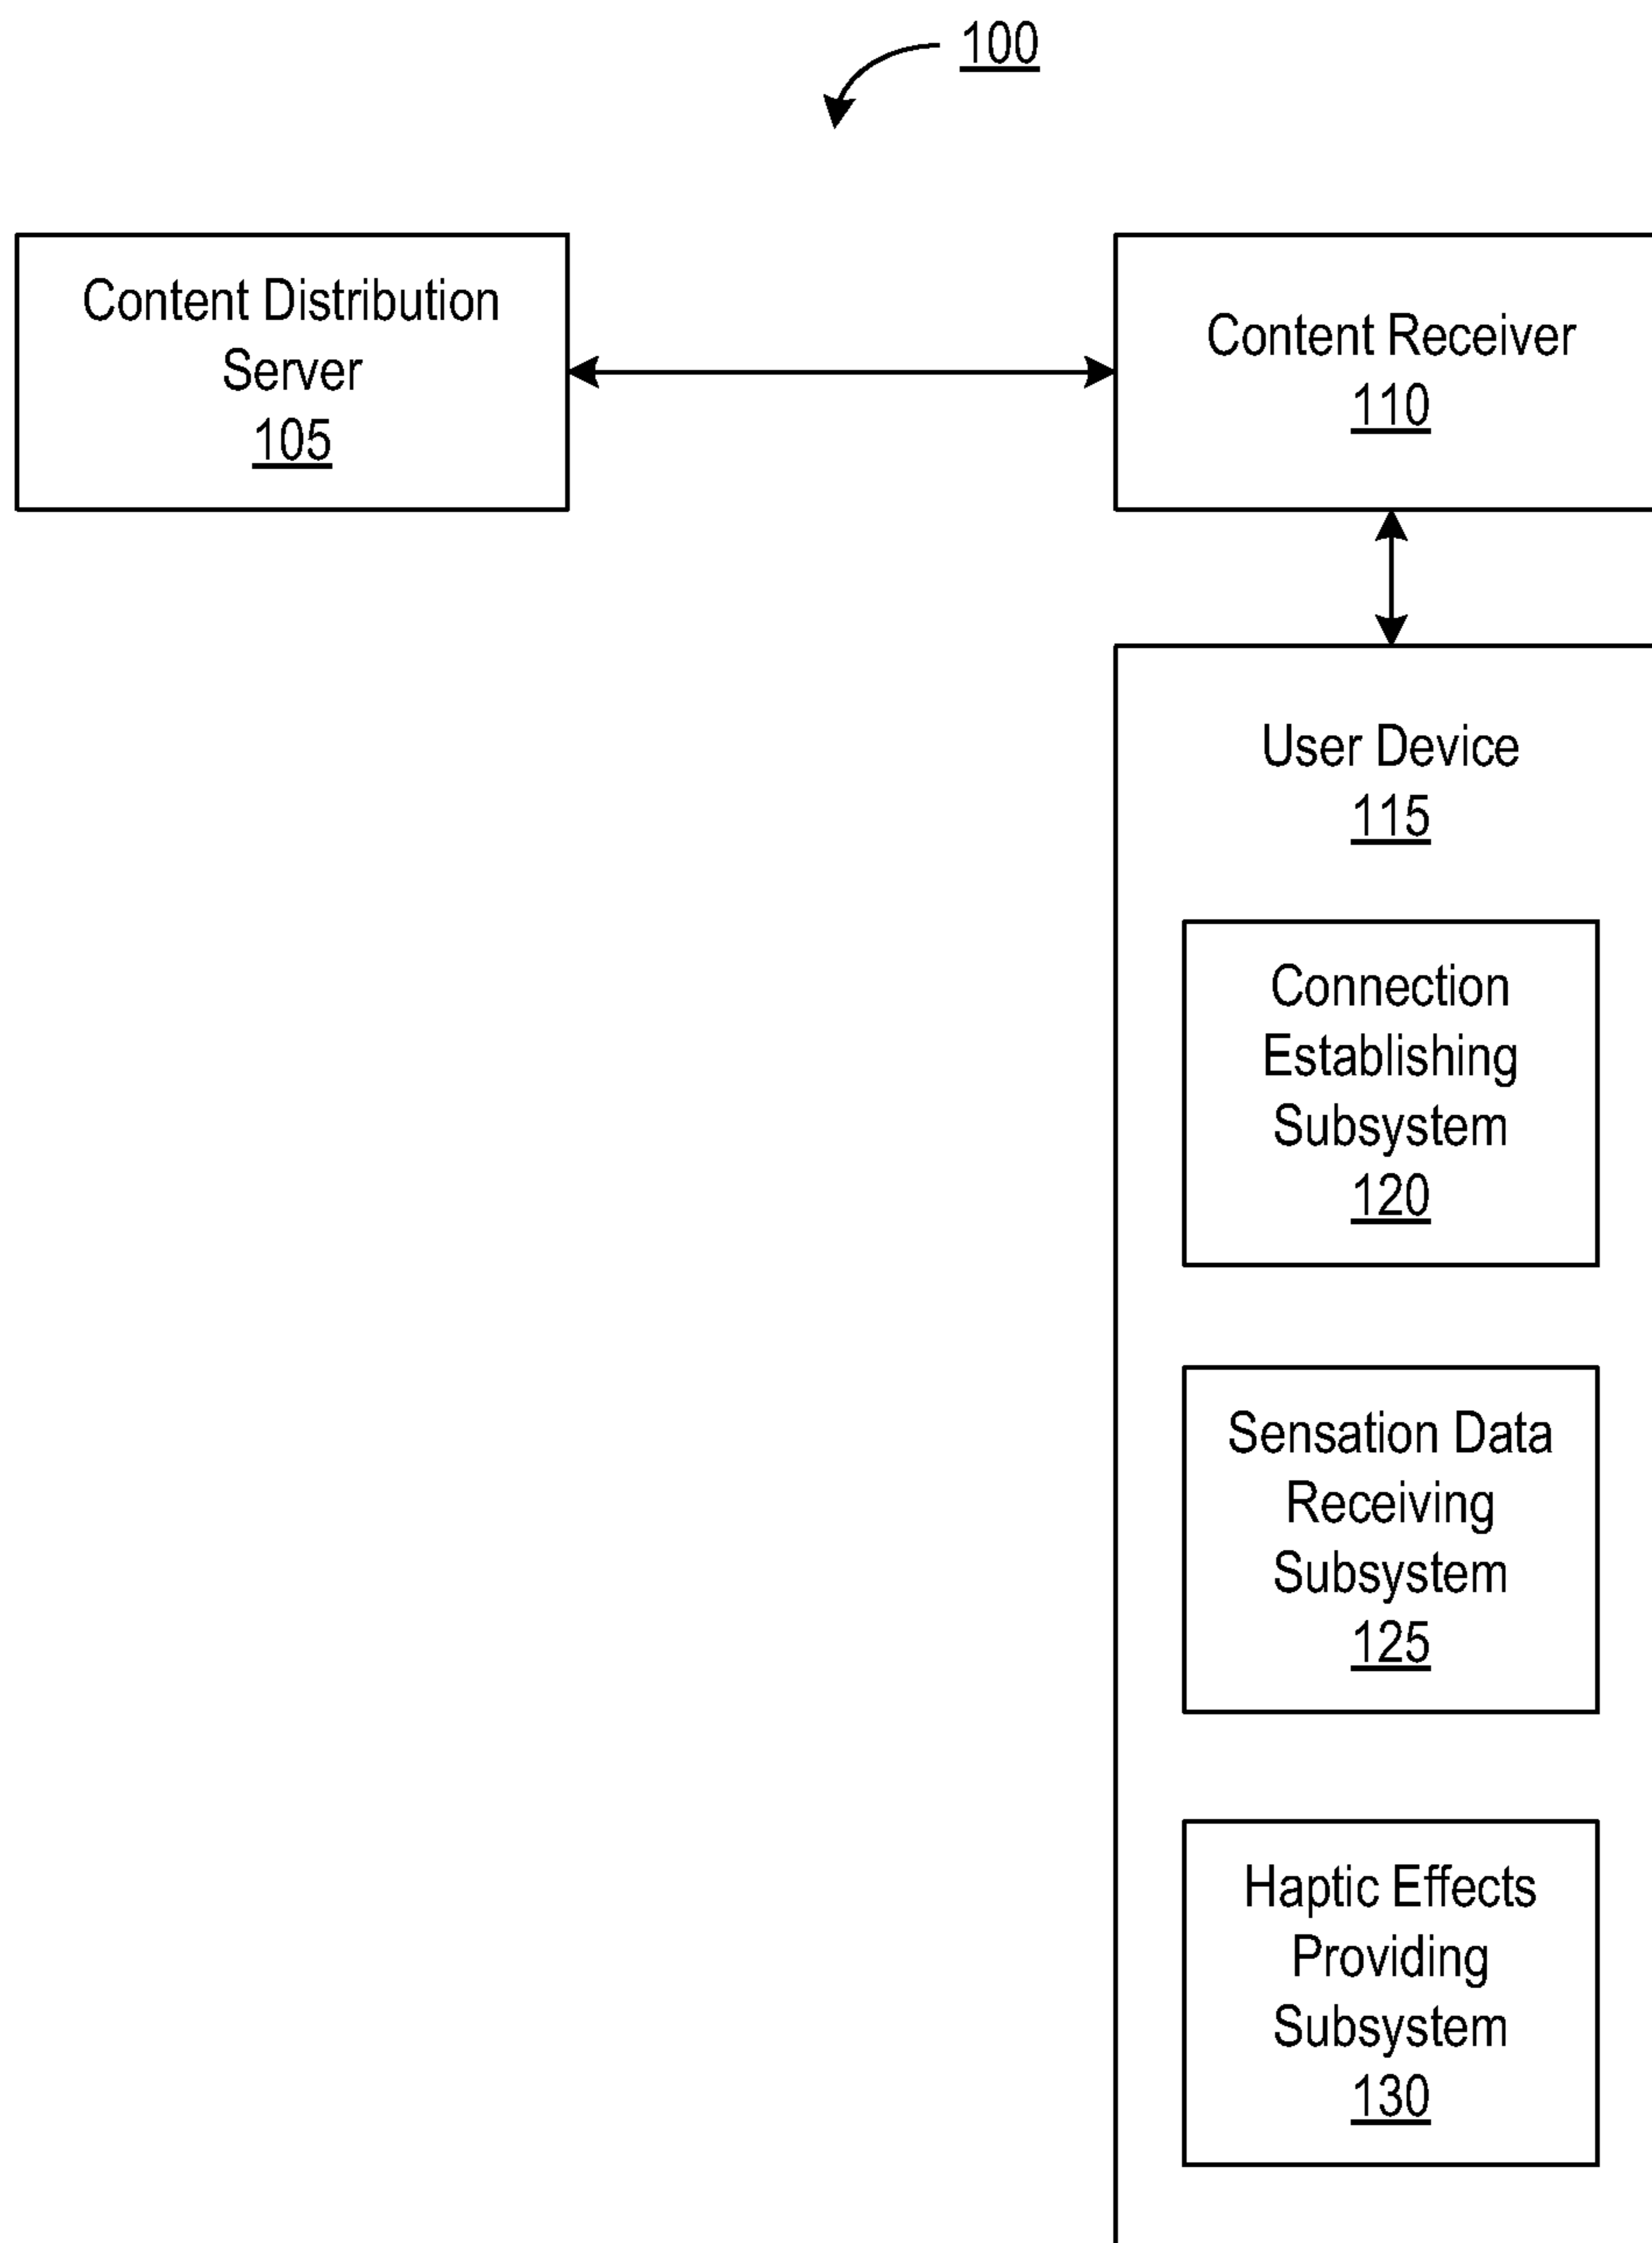 100
Content Distribution
Server
105
Content Receiver
110
User Device
115
Connection
Establishing
Subsystem
120
Sensation Data
Receiving
Subsystem
125
Haptic Effects
Providing
Subsystem
130